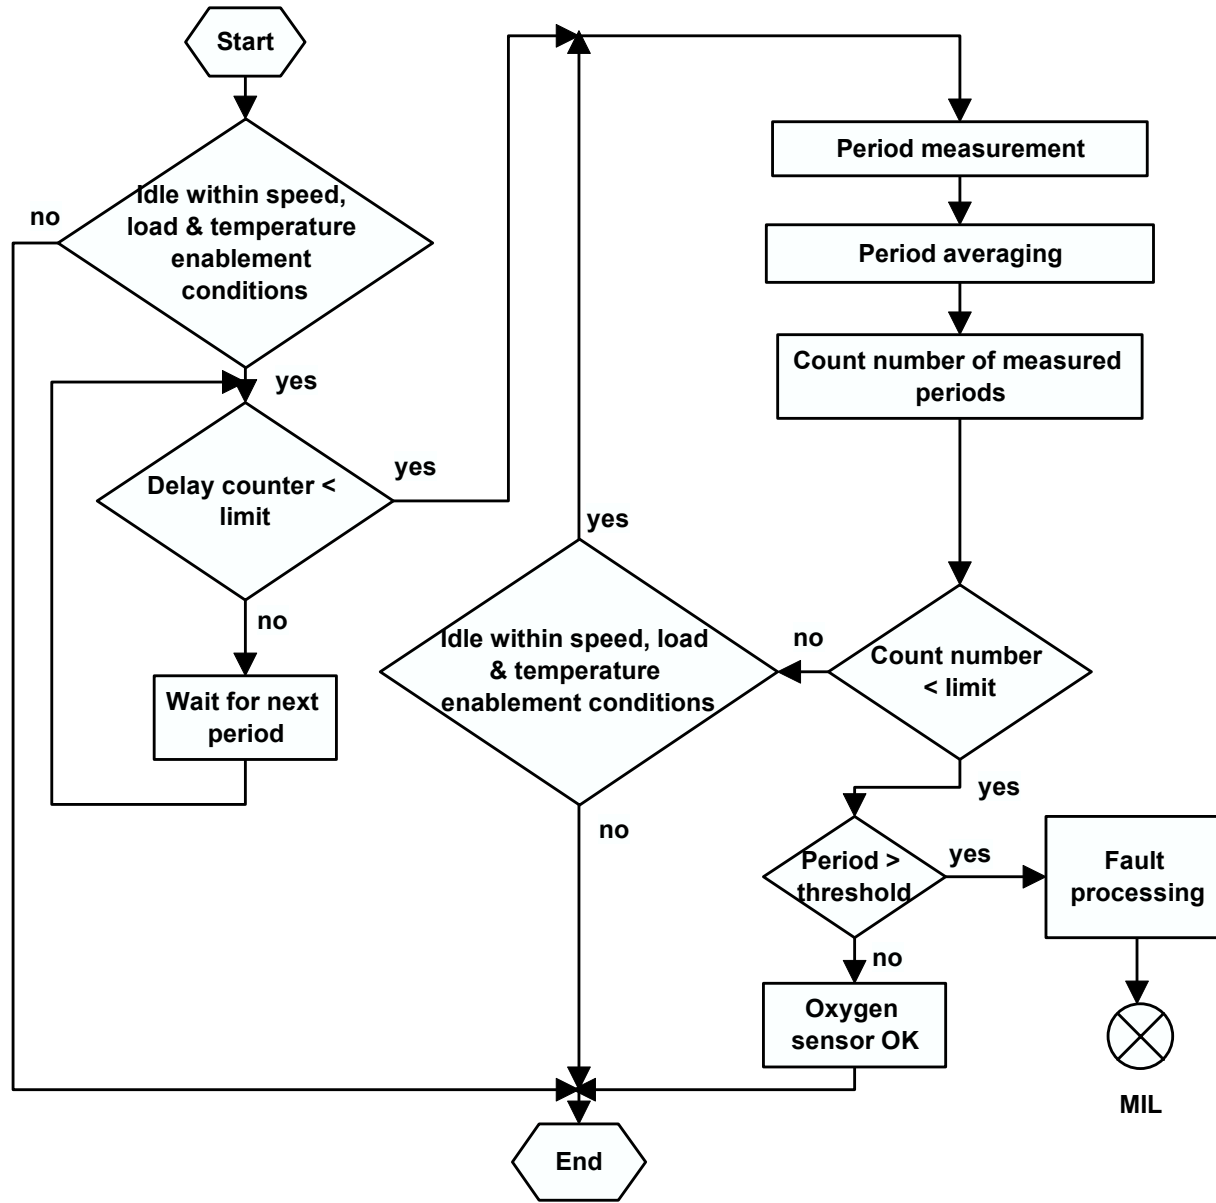 Start
Idle within speed,
load & temperature
enablement
conditions
no
yes
Delay counter <
limit
yes
no
Wait for next
period
Period measurement
Period averaging
Count number of measured
periods
Count number
< limit
no
yes
Idle within speed, load
& temperature
enablement conditions
yes
no
Period >
threshold
yes
no
Fault
processing
Oxygen
sensor OK
MIL
End